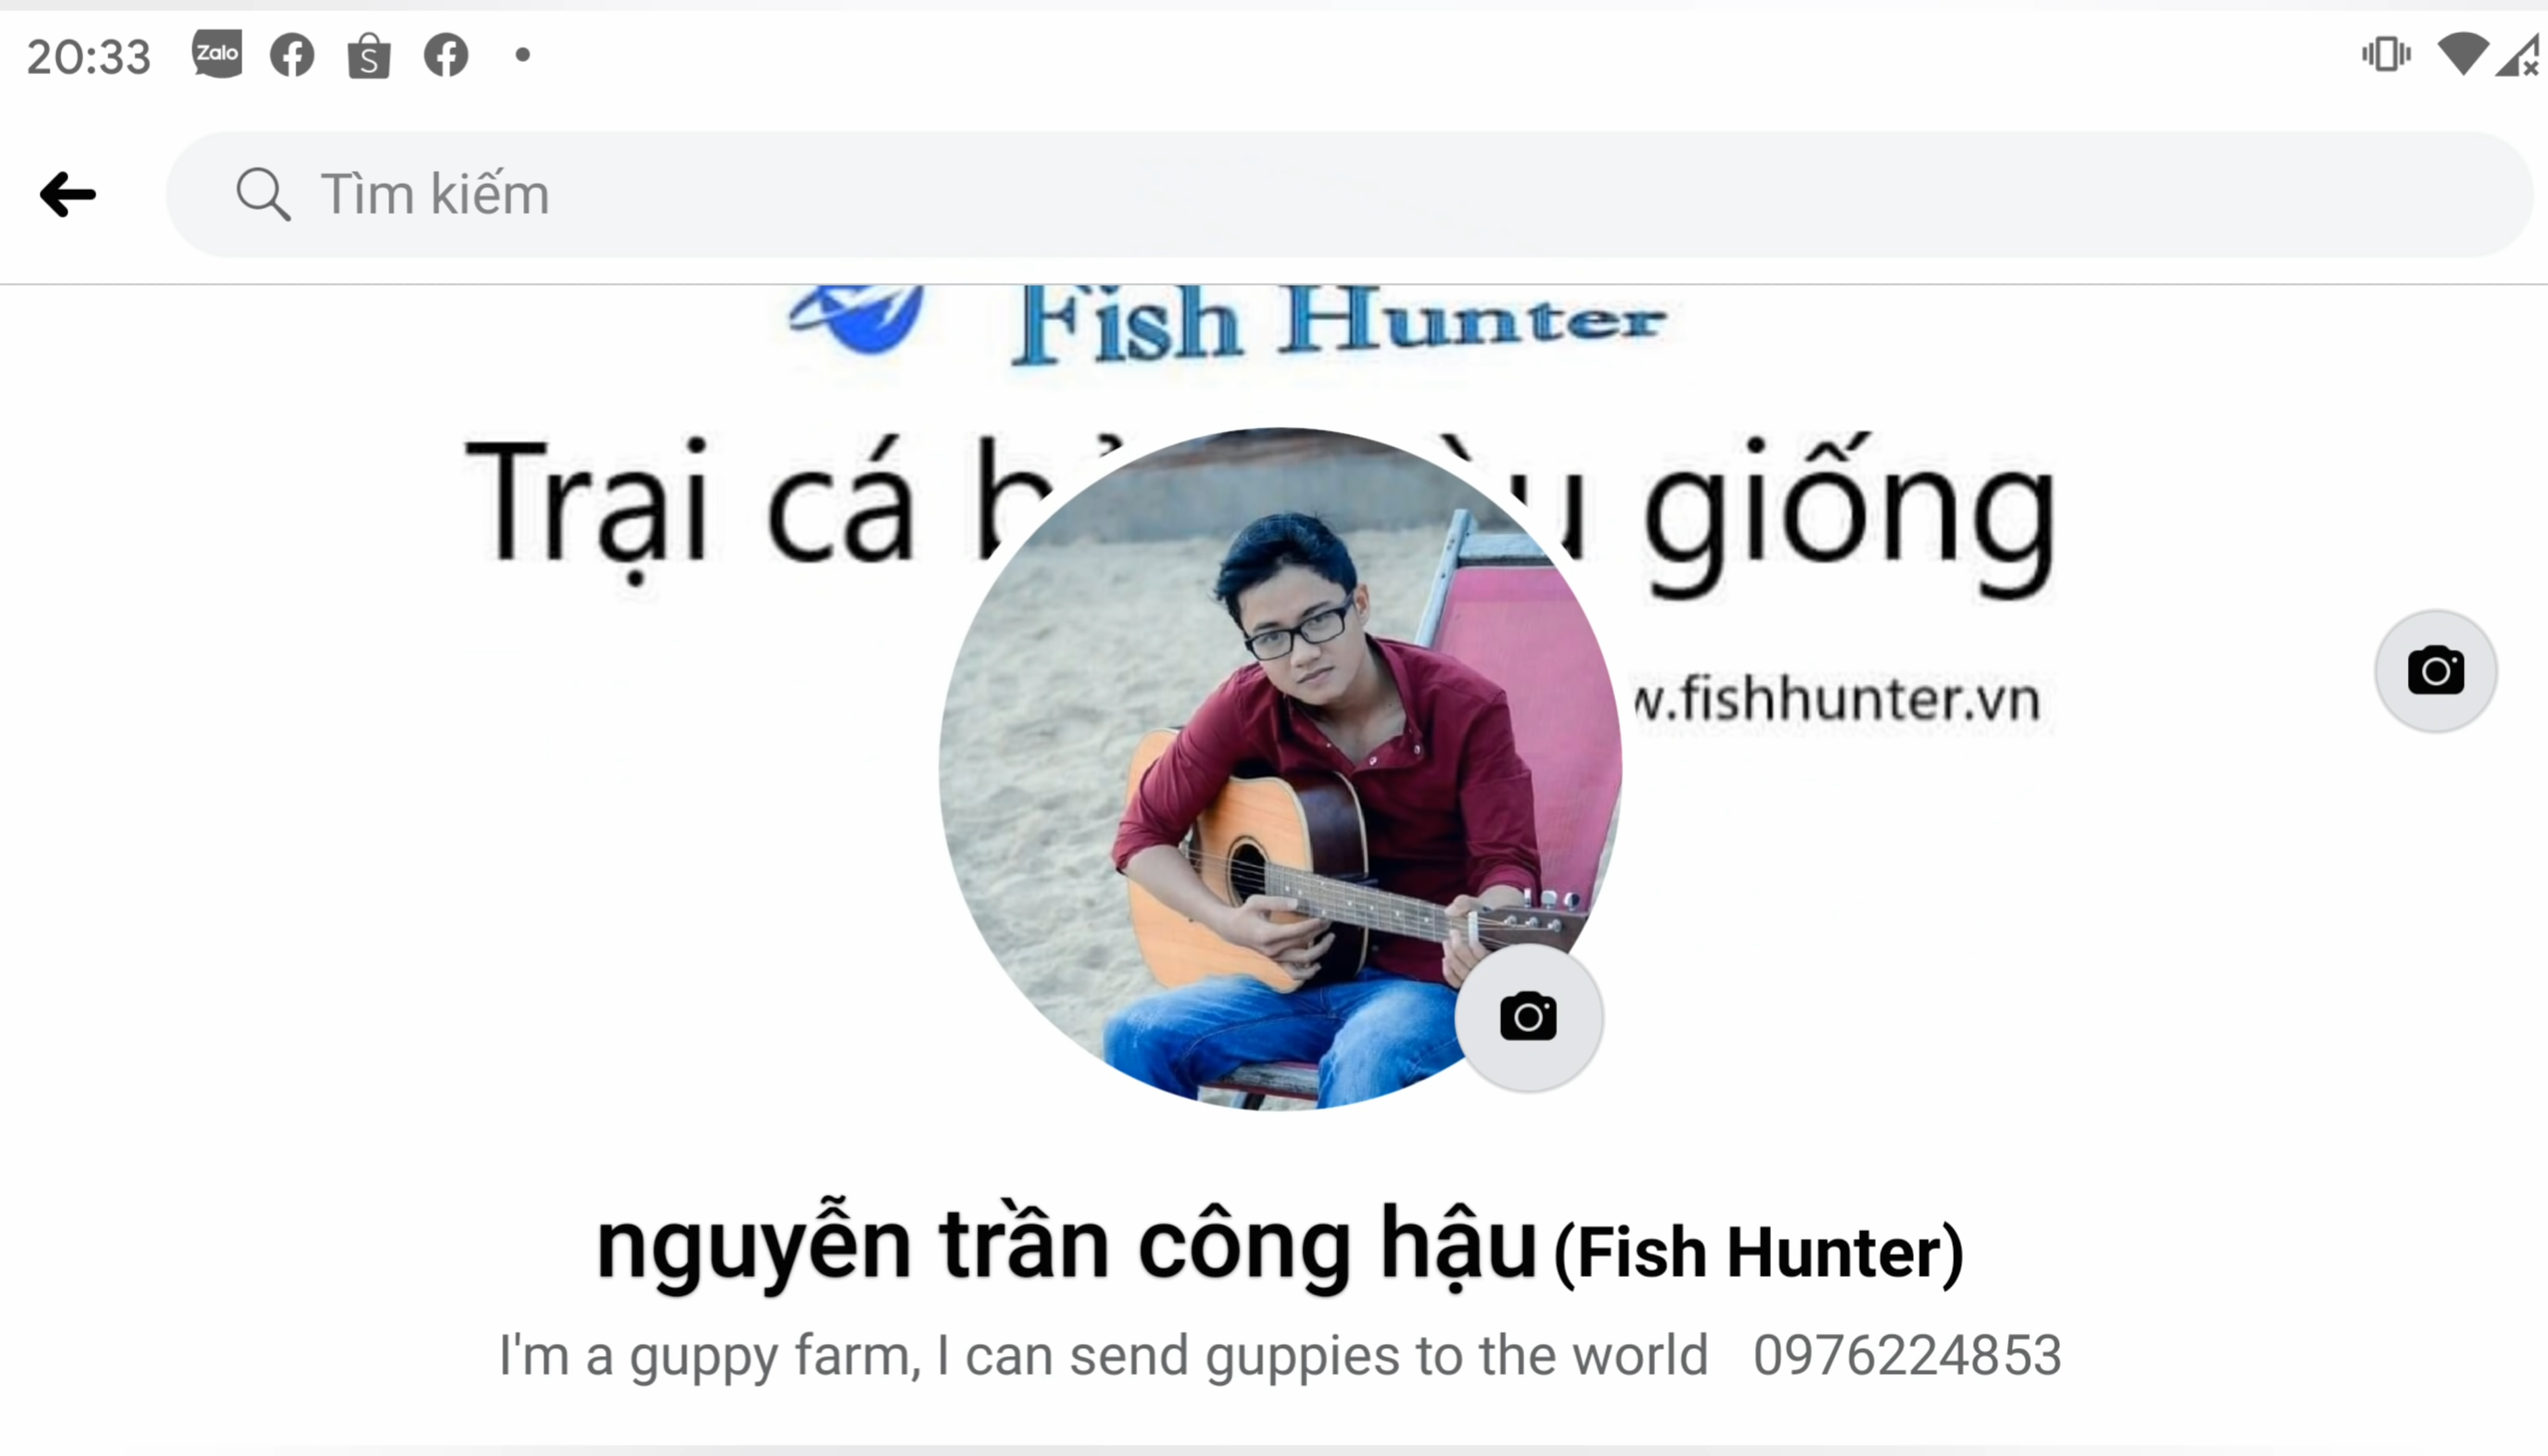 20:33 Zalo
Tìm kiếm
Fish Hunter
Trại cá giống
w.fishhunter.vn
nguyễn trần công hậu (Fish Hunter)
I'm a guppy farm, I can send guppies to the world 0976224853